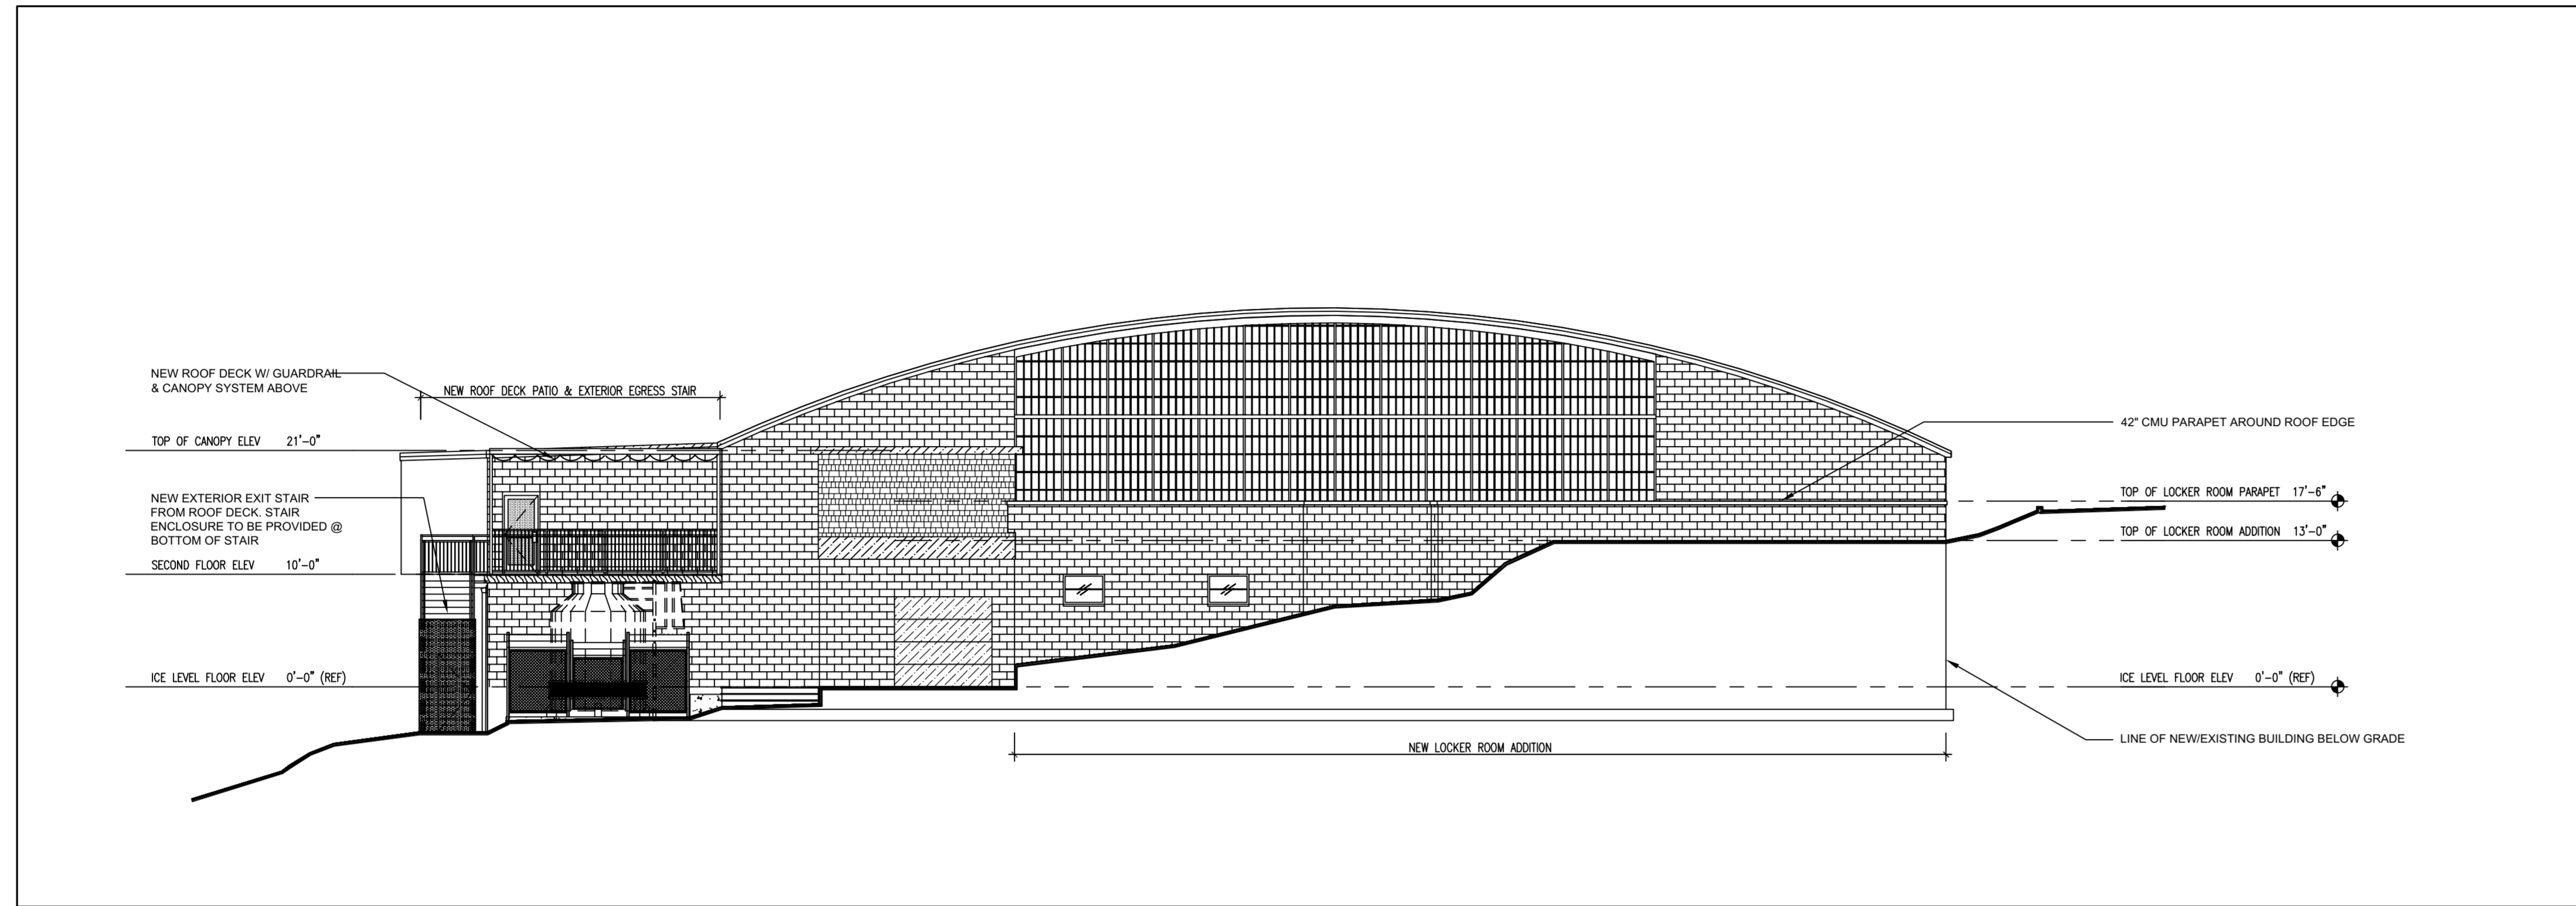 NEW ROOF DECK W/ GUARDRAIL
& CANOPY SYSTEM ABOVE
NEW ROOF DECK PATIO & EXTERIOR EGRESS STAIR
TOP OF CANOPY ELEV 21'-0"
NEW EXTERIOR EXIT STAIR
FROM ROOF DECK. STAIR
ENCLOSURE TO BE PROVIDED @
BOTTOM OF STAIR
SECOND FLOOR ELEV 10'-0"
ICE LEVEL FLOOR ELEV 0'-0" (REF)
42" CMU PARAPET AROUND ROOF EDGE
TOP OF LOCKER ROOM PARAPET 17'-6"
TOP OF LOCKER ROOM ADDITION 13'-0"
ICE LEVEL FLOOR ELEV 0'-0" (REF)
LINE OF NEW/EXISTING BUILDING BELOW GRADE
NEW LOCKER ROOM ADDITION